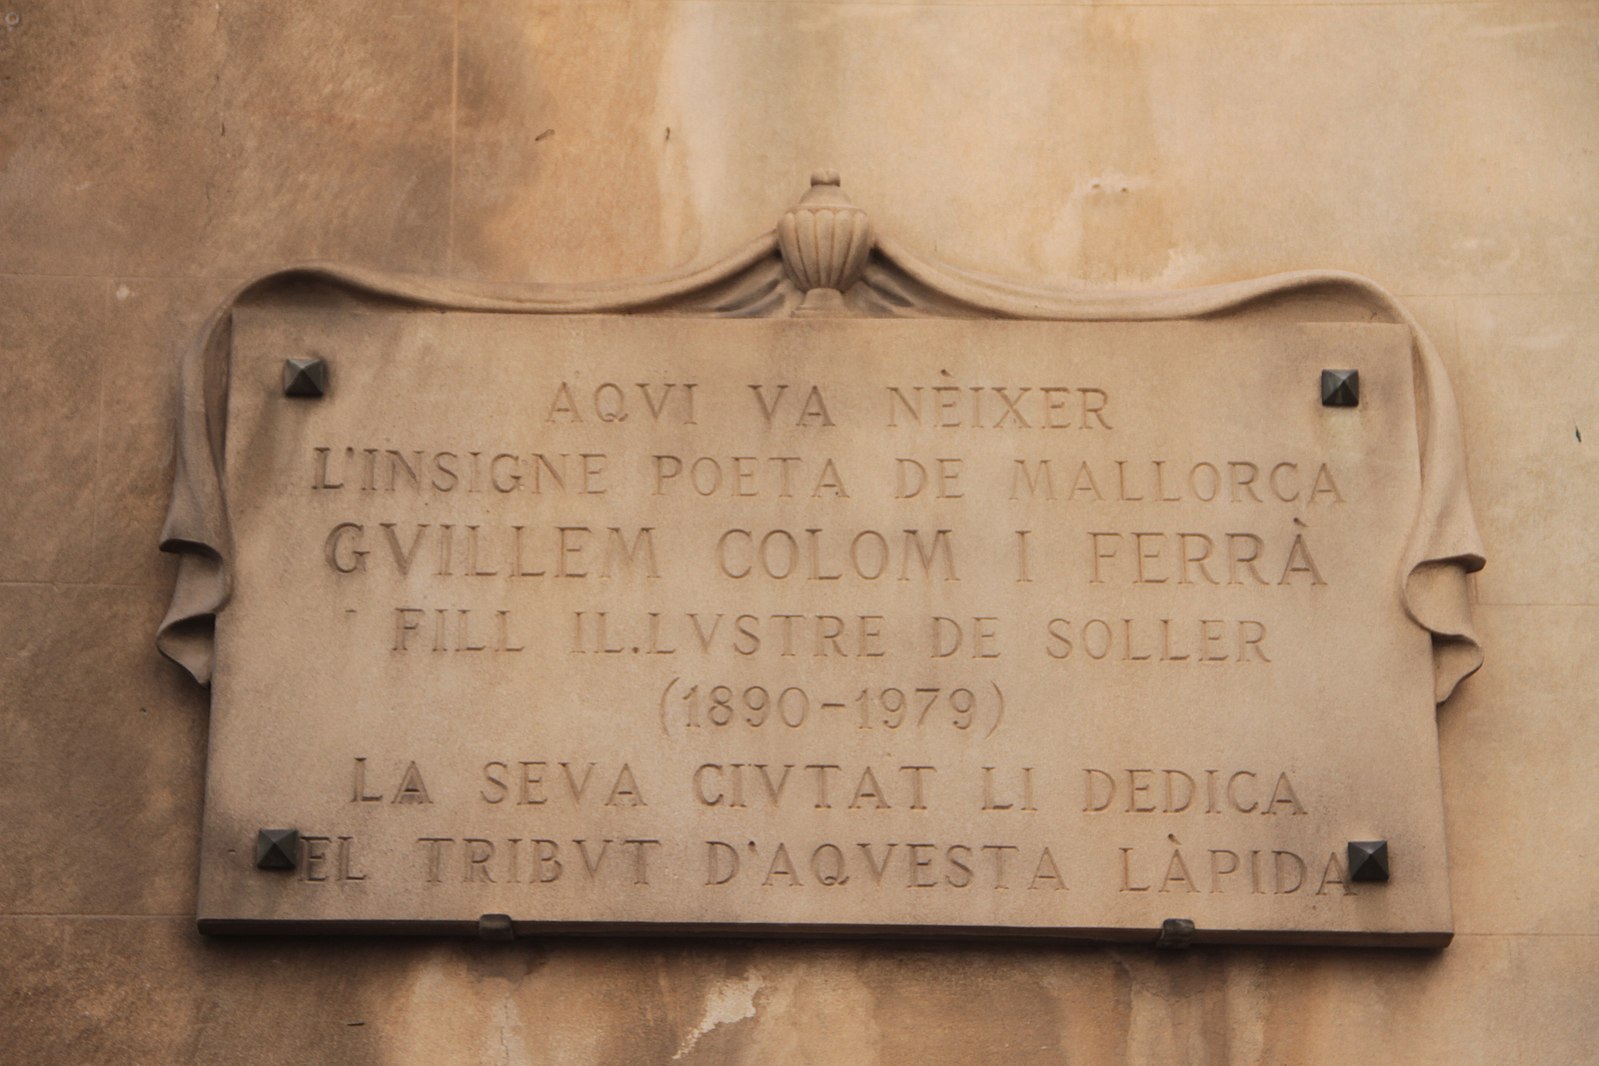 AQVI VA NÈIXER
L'INSIGNE POETA DE MALLORCA
GVILLEM COLOM I FERRÀ
FILL IL.LVSTRE DE SOLLER
(1890-1979)
LA SEVA CIVTAT LI DEDICA
EL TRIBVT D'AQVESTA LÀPIDA